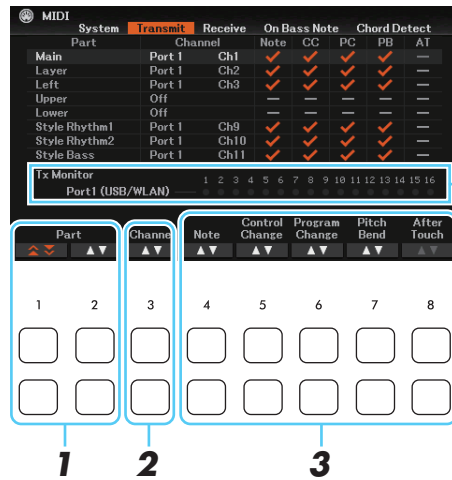 MIDI
System Transmit Receive On Bass Note Chord Detect
Part Channel Note CC PC PB AT
Main Port 1 Ch1
Layer Port 1 Ch2
Left Port 1 Ch3
Upper Off
Lower Off
Style Rhythm1 Port 1 Ch9
Style Rhythm2 Port 1 Ch10
Style Bass Port 1 Ch11
Tx Monitor 1 2 3 4 5 6 7 8 9 10 11 12 13 14 15 16
Port1 (USB/WLAN)
Part Channel Note Control Change Program Change Pitch Bend After Touch
1 2 3 4 5 6 7 8
1 2 3